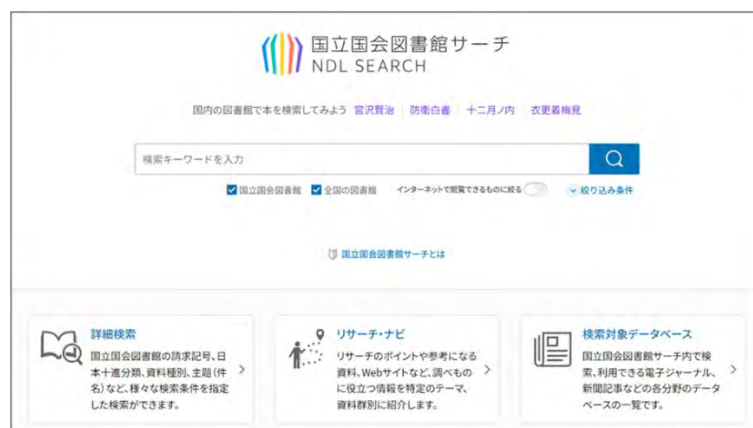 国立国会図書館サーチ
NDL SEARCH
国内の図書館で本を検索してみよう 宮沢賢治 防衛白書 十二月ノ内 衣更着梅見
検索キーワードを入力
国立国会図書館 全国の図書館 インターネットで閲覧できるものに絞る 絞り込み条件
国立国会図書館サーチとは
詳細検索
国立国会図書館の請求記号、日
本十進分類、資料種別、主題(件
名)など、様々な検索条件を指定
した検索ができます。
リサーチ・ナビ
リサーチのポイントや参考になる
資料、Webサイトなど、調べもの
に役立つ情報を特定のテーマ、
資料群別に紹介します。
検索対象データベース
国立国会図書館サーチ内で検
索、利用できる電子ジャーナル、
新聞記事などの各分野のデータ
ベースの一覧です。